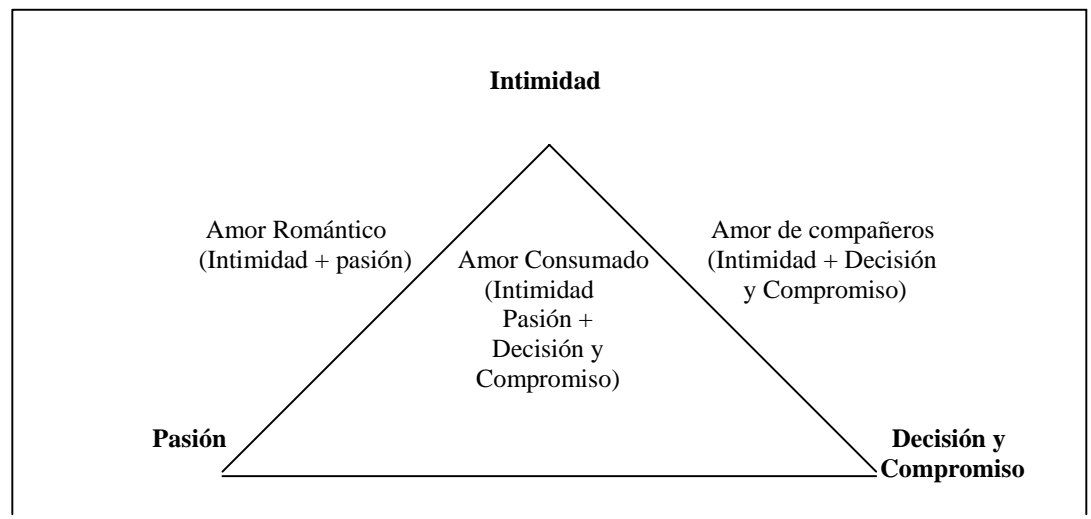 Intimidad
Amor Romántico
(Intimidad + pasión)
Amor Consumado
(Intimidad
Pasión +
Decisión y
Compromiso)
Amor de compañeros
(Intimidad + Decisión
y Compromiso)
Pasión
Decisión y
Compromiso